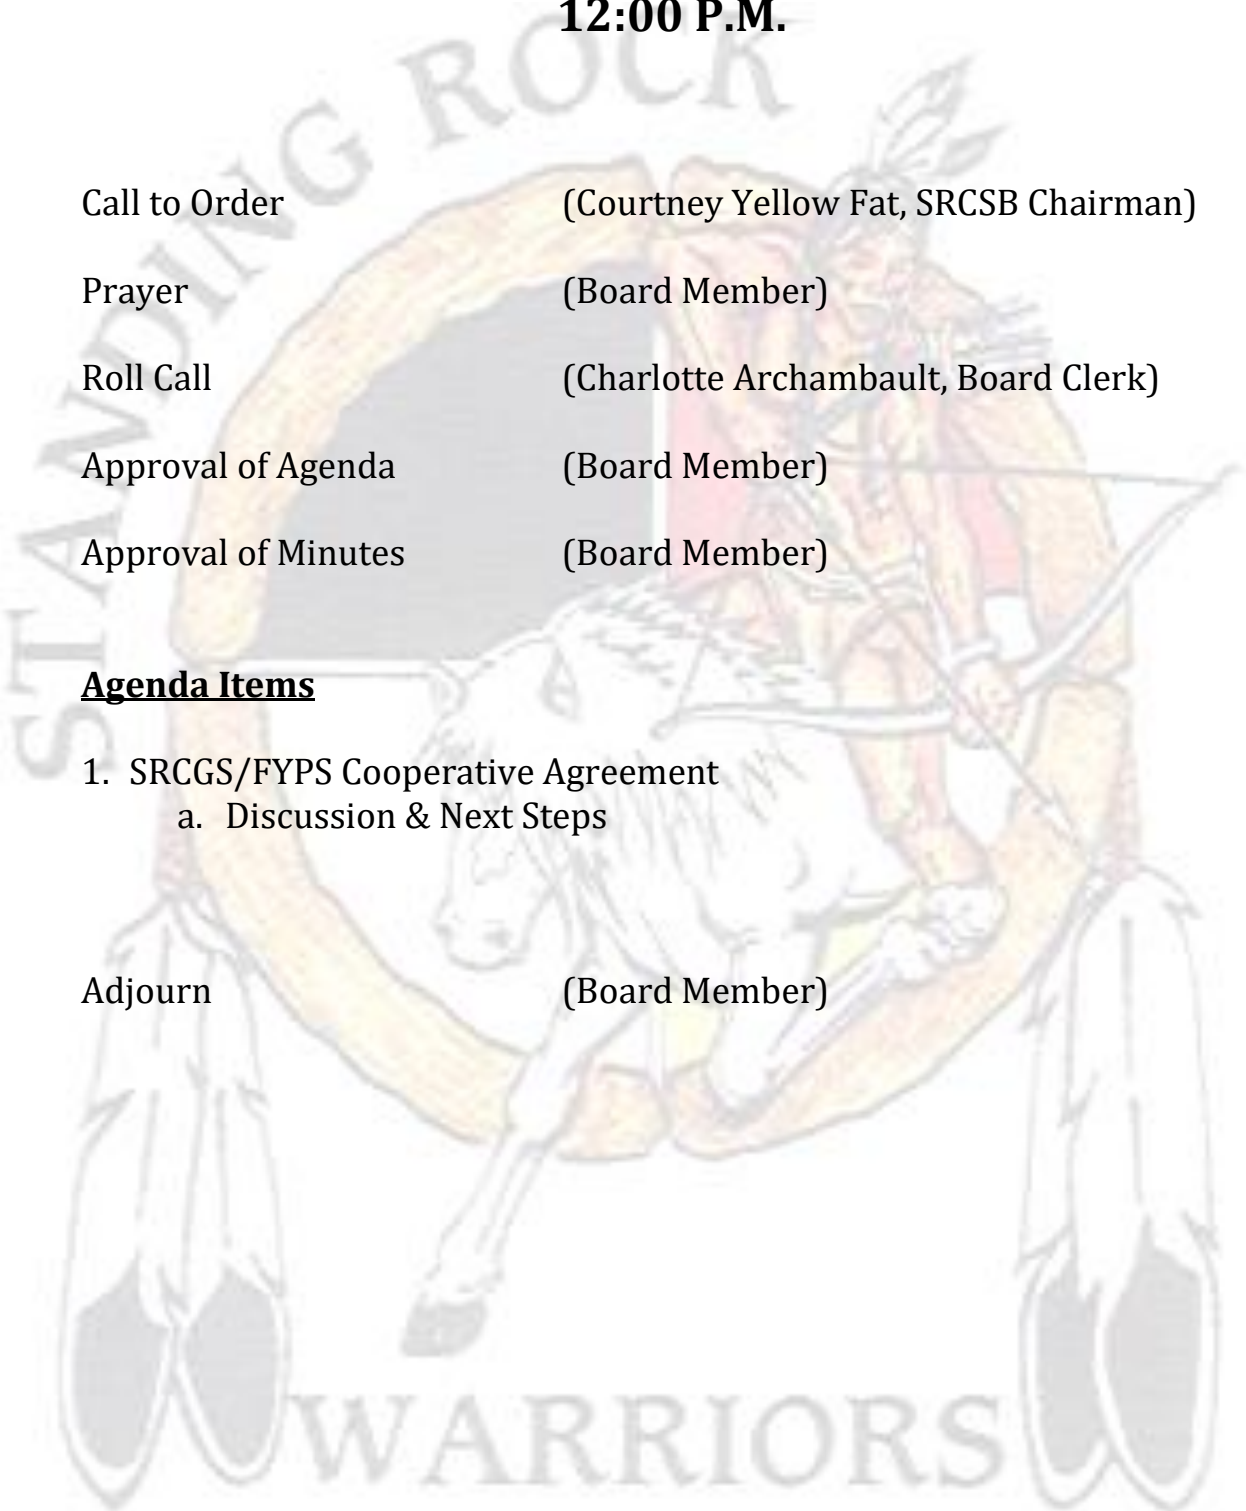 12:00 P.M.
STANDING ROCK
Call to Order (Courtney Yellow Fat, SRCSB Chairman)
Prayer (Board Member)
Roll Call (Charlotte Archambault, Board Clerk)
Approval of Agenda (Board Member)
Approval of Minutes (Board Member)
Agenda Items
1. SRCGS/FYPS Cooperative Agreement
a. Discussion & Next Steps
Adjourn (Board Member)
WARRIORS